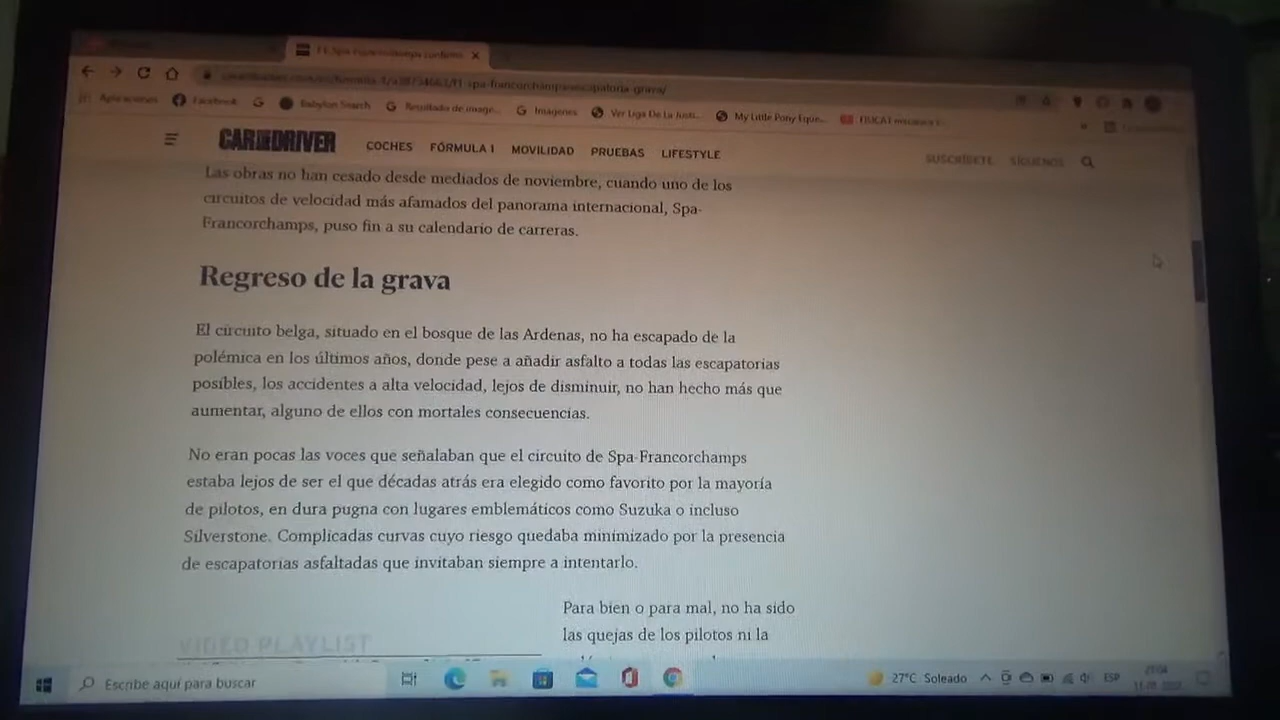 Aplicaciones
Facebook
Babylon Search
Resultado de image...
Imágenes
Ver Liga De La Justi...
My Little Pony Eque...
CAR AND DRIVER
COCHES
FÓRMULA 1
MOVILIDAD
PRUEBAS
LIFESTYLE
SUSCRÍBETE
SÍGUENOS
Las obras no han cesado desde mediados de noviembre, cuando uno de los
circuitos de velocidad más afamados del panorama internacional, Spa-
Francorchamps, puso fin a su calendario de carreras.
Regreso de la grava
El circuito belga, situado en el bosque de las Ardenas, no ha escapado de la
polémica en los últimos años, donde pese a añadir asfalto a todas las escapatorias
posibles, los accidentes a alta velocidad, lejos de disminuir, no han hecho más que
aumentar, alguno de ellos con mortales consecuencias.
No eran pocas las voces que señalaban que el circuito de Spa-Francorchamps
estaba lejos de ser el que décadas atrás era elegido como favorito por la mayoría
de pilotos, en dura pugna con lugares emblemáticos como Suzuka o incluso
Silverstone. Complicadas curvas cuyo riesgo quedaba minimizado por la presencia
de escapatorias asfaltadas que invitaban siempre a intentarlo.
Para bien o para mal, no ha sido
las quejas de los pilotos ni la
VIDEO PLAYLIST
Escribe aquí para buscar
27°C Soleado
ESP